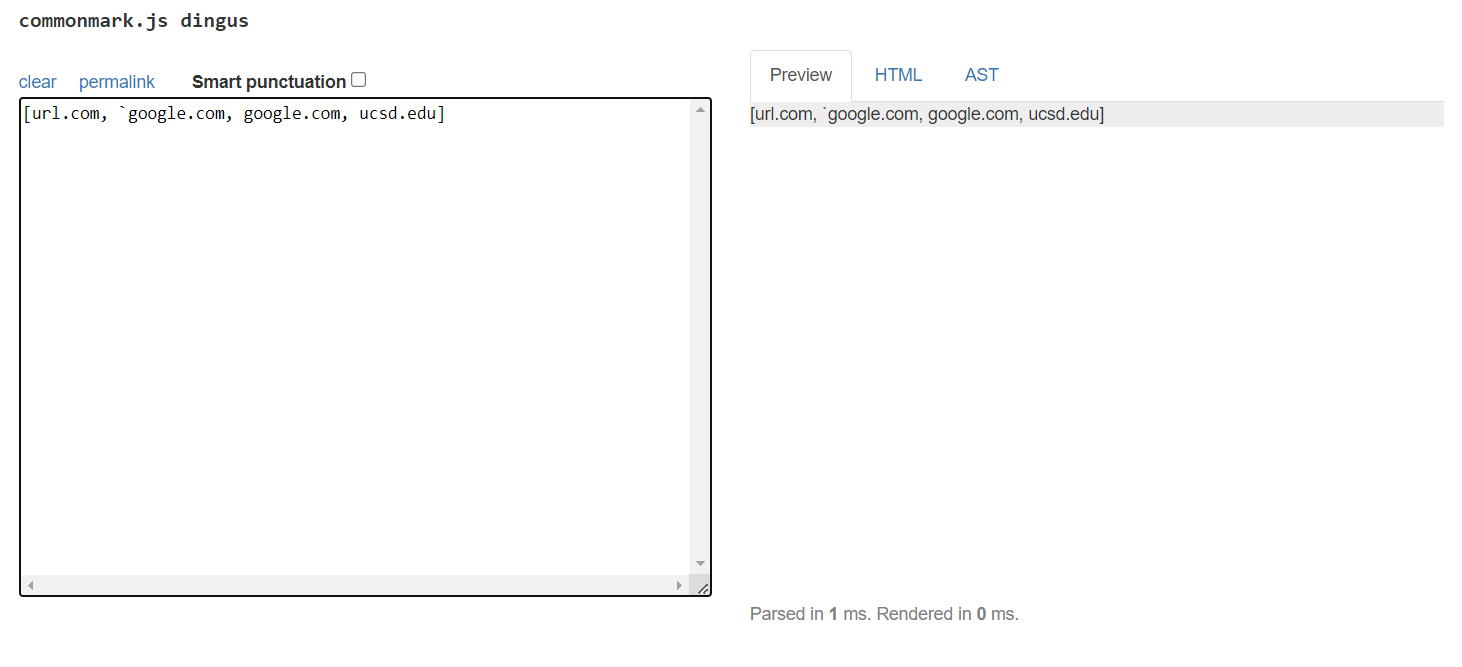 commonmark.js dingus
clear permalink Smart punctuation
Preview HTML AST
[url.com, `google.com, google.com, ucsd.edu]
[url.com, `google.com, google.com, ucsd.edu]
Parsed in 1 ms. Rendered in 0 ms.